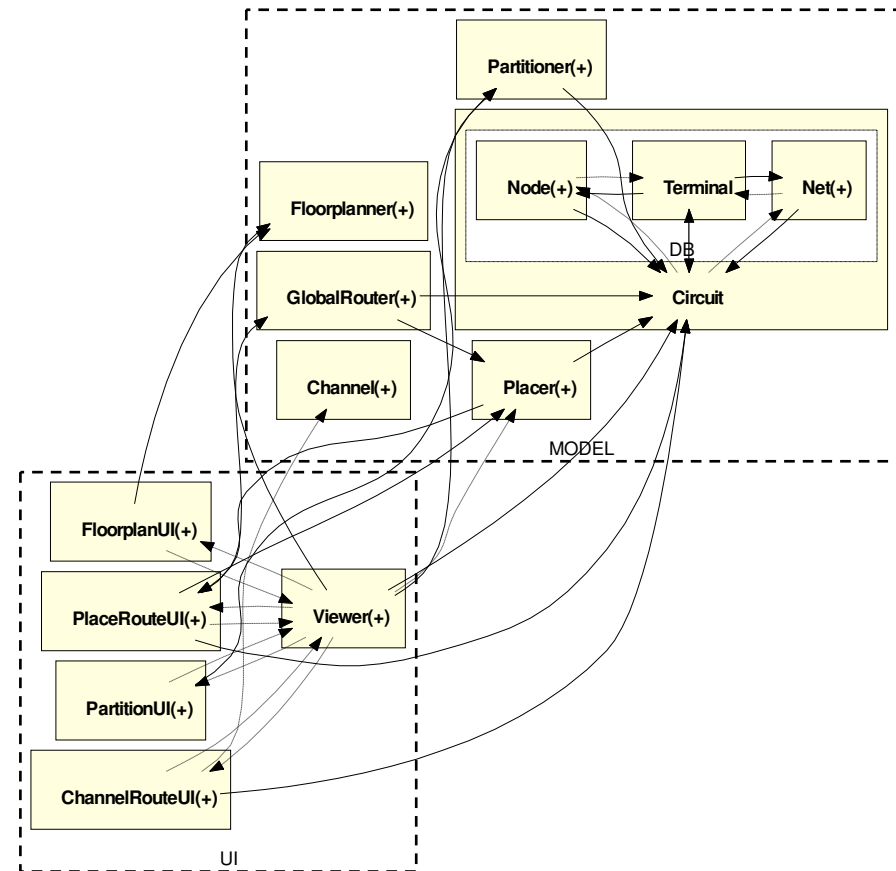 Partitioner(+)
Node(+)
Terminal
Net(+)
Floorplanner(+)
DB
GlobalRouter(+)
Circuit
Channel(+)
Placer(+)
MODEL
FloorplanUI(+)
PlaceRouteUI(+)
Viewer(+)
PartitionUI(+)
ChannelRouteUI(+)
UI